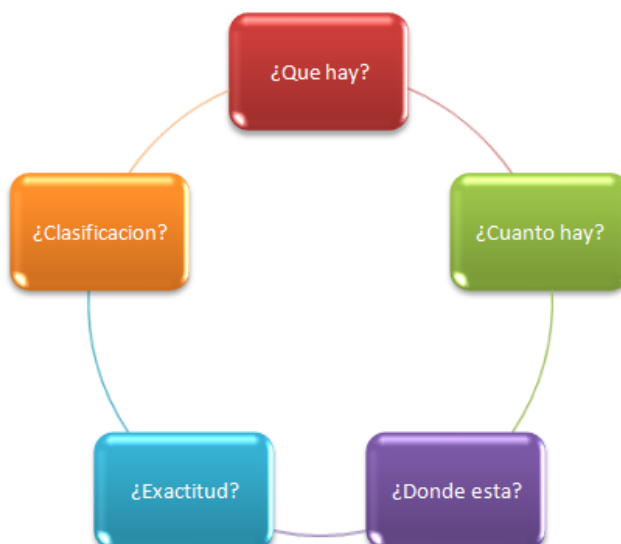 ¿Que hay?
¿Cuanto hay?
¿Donde esta?
¿Exactitud?
¿Clasificacion?